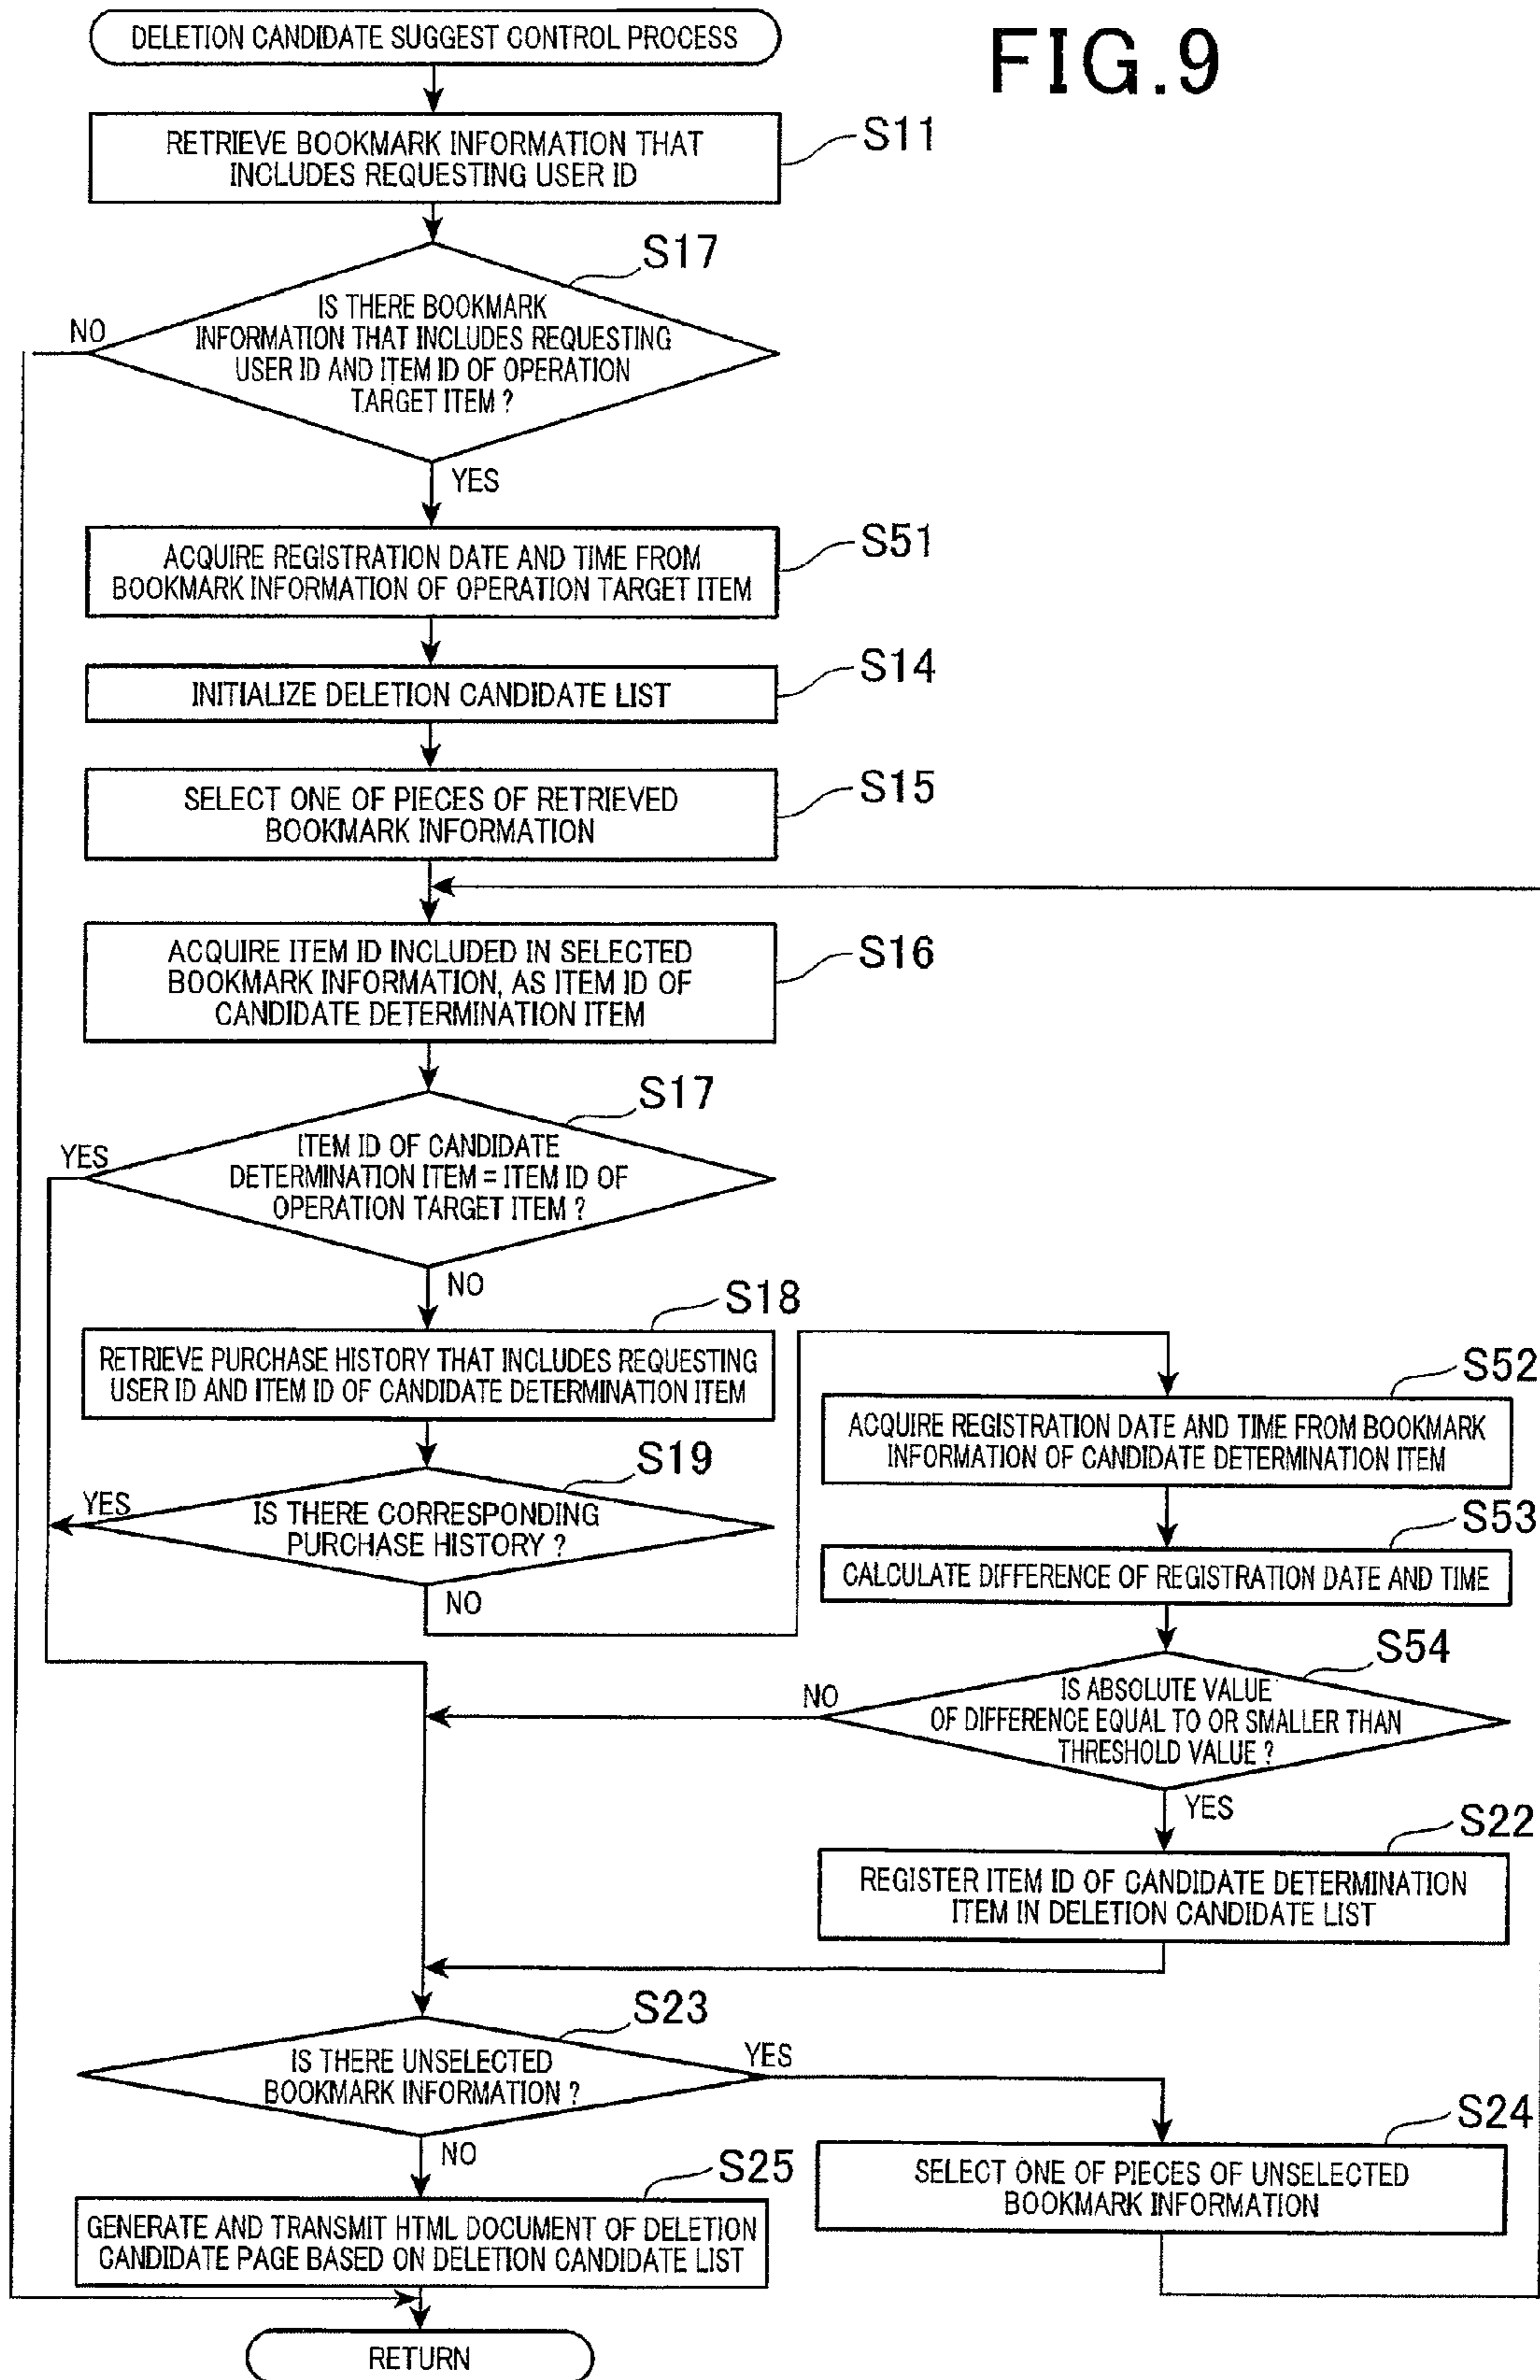 DELETION CANDIDATE SUGGEST CONTROL PROCESS
FIG.9
RETRIEVE BOOKMARK INFORMATION THAT
INCLUDES REQUESTING USER ID
S11
S17
IS THERE BOOKMARK
INFORMATION THAT INCLUDES REQUESTING
USER ID AND ITEM ID OF OPERATION
TARGET ITEM ?
NO
YES
ACQUIRE REGISTRATION DATE AND TIME FROM
BOOKMARK INFORMATION OF OPERATION TARGET ITEM
S51
INITIALIZE DELETION CANDIDATE LIST
S14
SELECT ONE OF PIECES OF RETRIEVED
BOOKMARK INFORMATION
S15
ACQUIRE ITEM ID INCLUDED IN SELECTED
BOOKMARK INFORMATION, AS ITEM ID OF
CANDIDATE DETERMINATION ITEM
S16
S17
ITEM ID OF CANDIDATE
DETERMINATION ITEM = ITEM ID OF
OPERATION TARGET ITEM ?
YES
NO
S18
RETRIEVE PURCHASE HISTORY THAT INCLUDES REQUESTING
USER ID AND ITEM ID OF CANDIDATE DETERMINATION ITEM
S19
IS THERE CORRESPONDING
PURCHASE HISTORY ?
YES
NO
S52
ACQUIRE REGISTRATION DATE AND TIME FROM BOOKMARK
INFORMATION OF CANDIDATE DETERMINATION ITEM
S53
CALCULATE DIFFERENCE OF REGISTRATION DATE AND TIME
S54
IS ABSOLUTE VALUE
OF DIFFERENCE EQUAL TO OR SMALLER THAN
THRESHOLD VALUE ?
NO
YES
S22
REGISTER ITEM ID OF CANDIDATE DETERMINATION
ITEM IN DELETION CANDIDATE LIST
S23
IS THERE UNSELECTED
BOOKMARK INFORMATION ?
YES
NO
S24
SELECT ONE OF PIECES OF UNSELECTED
BOOKMARK INFORMATION
S25
GENERATE AND TRANSMIT HTML DOCUMENT OF DELETION
CANDIDATE PAGE BASED ON DELETION CANDIDATE LIST
RETURN